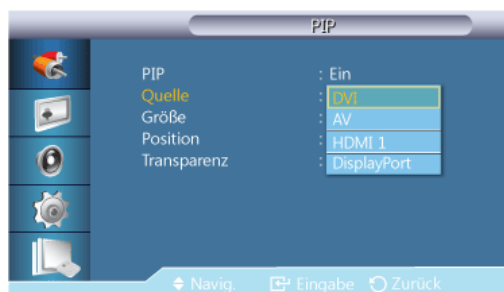 PIP
PIP : Ein
Quelle : DVI
Größe : AV
Position : HDMI 1
Transparenz : DisplayPort
Navig. Eingabe Zurück